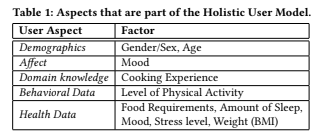 Table 1: Aspects that are part of the Holistic User Model.
User Aspect Factor
Demographics Gender/Sex, Age
Affect Mood
Domain knowledge Cooking Experience
Behavioral Data Level of Physical Activity
Health Data Food Requirements, Amount of Sleep,
Mood, Stress level, Weight (BMI)